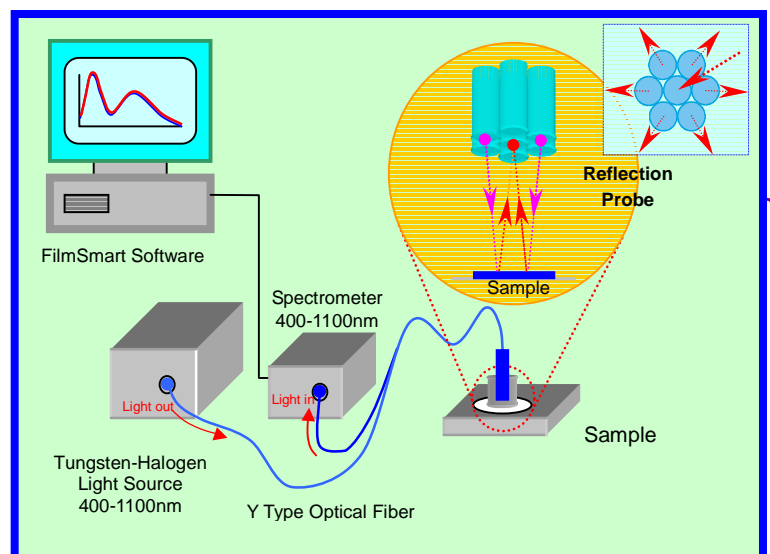 Reflection
Probe
Sample
FilmSmart Software
Spectrometer
400-1100nm
Light out
Light in
Sample
Tungsten-Halogen
Light Source
400-1100nm
Y Type Optical Fiber